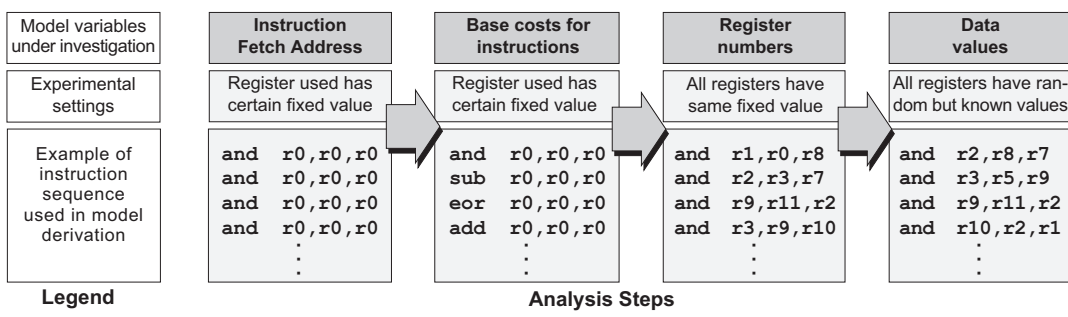 Model variables
under investigation
Experimental
settings
Example of
instruction
sequence
used in model
derivation
Legend
Instruction
Fetch Address
Register used has
certain fixed value
and r0,r0,r0
and r0,r0,r0
and r0,r0,r0
and r0,r0,r0
Base costs for
instructions
Register used has
certain fixed value
and r0,r0,r0
sub r0,r0,r0
eor r0,r0,r0
add r0,r0,r0
Register
numbers
All registers have
same fixed value
and r1,r0,r8
and r2,r3,r7
and r9,r11,r2
and r3,r9,r10
Data
values
All registers have ran-
dom but known values
and r2,r8,r7
and r3,r5,r9
and r9,r11,r2
and r10,r2,r1
Analysis Steps